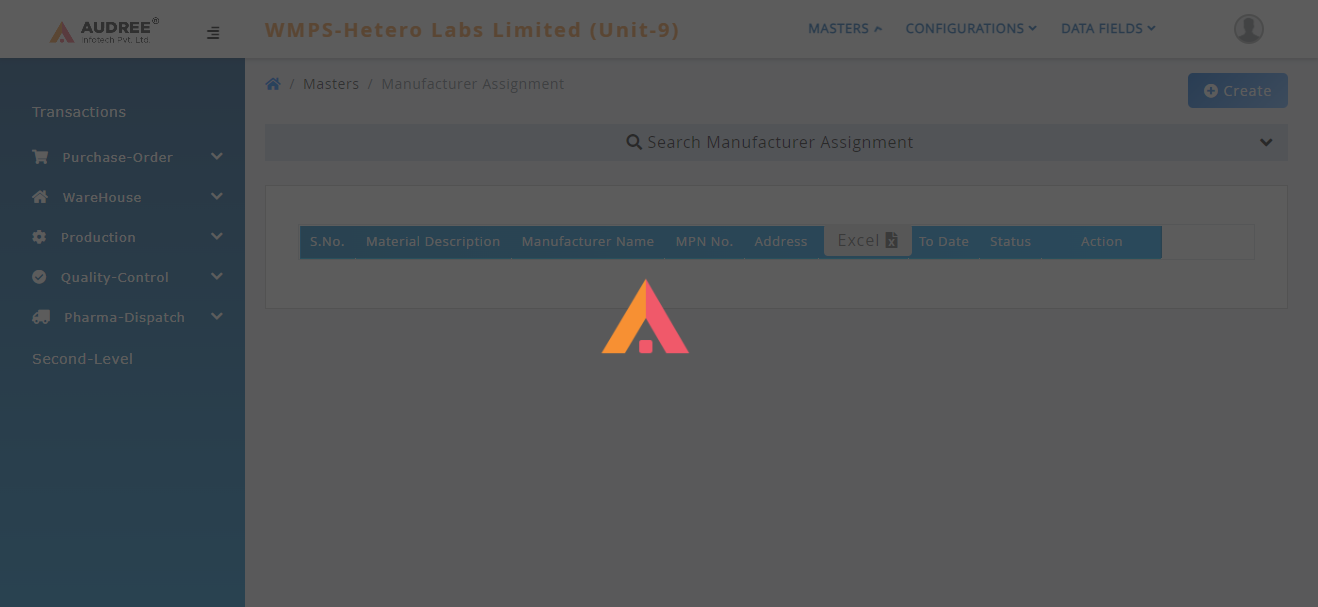 AUDREE®
Infotech Pvt. Ltd.
WMPS-Hetero Labs Limited (Unit-9)
MASTERS
CONFIGURATIONS
DATA FIELDS
/ Masters / Manufacturer Assignment
Create
Transactions
Purchase-Order
WareHouse
Production
Quality-Control
Pharma-Dispatch
Second-Level
Search Manufacturer Assignment
S.No. Material Description Manufacturer Name MPN No. Address Excel To Date Status Action